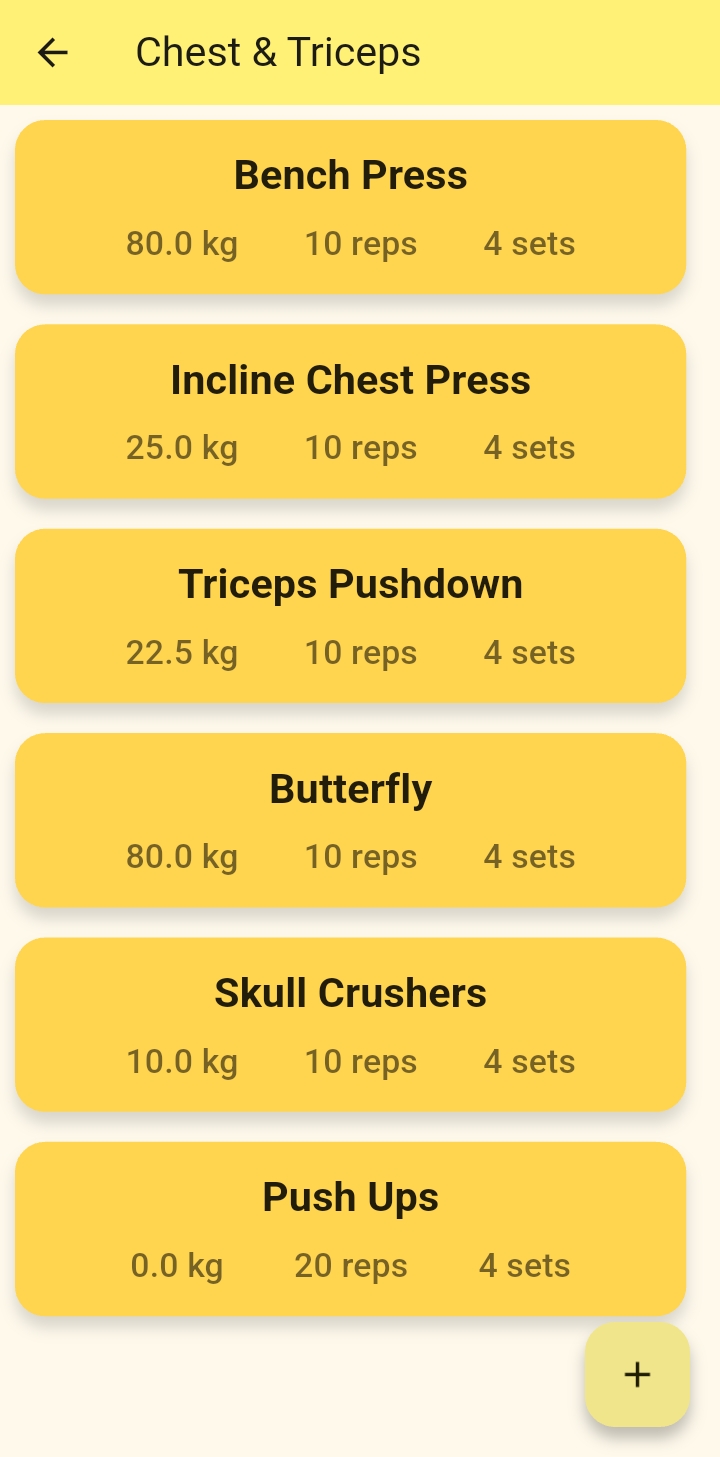 Chest & Triceps
Bench Press
80.0 kg 10 reps 4 sets
Incline Chest Press
25.0 kg 10 reps 4 sets
Triceps Pushdown
22.5 kg 10 reps 4 sets
Butterfly
80.0 kg 10 reps 4 sets
Skull Crushers
10.0 kg 10 reps 4 sets
Push Ups
0.0 kg 20 reps 4 sets